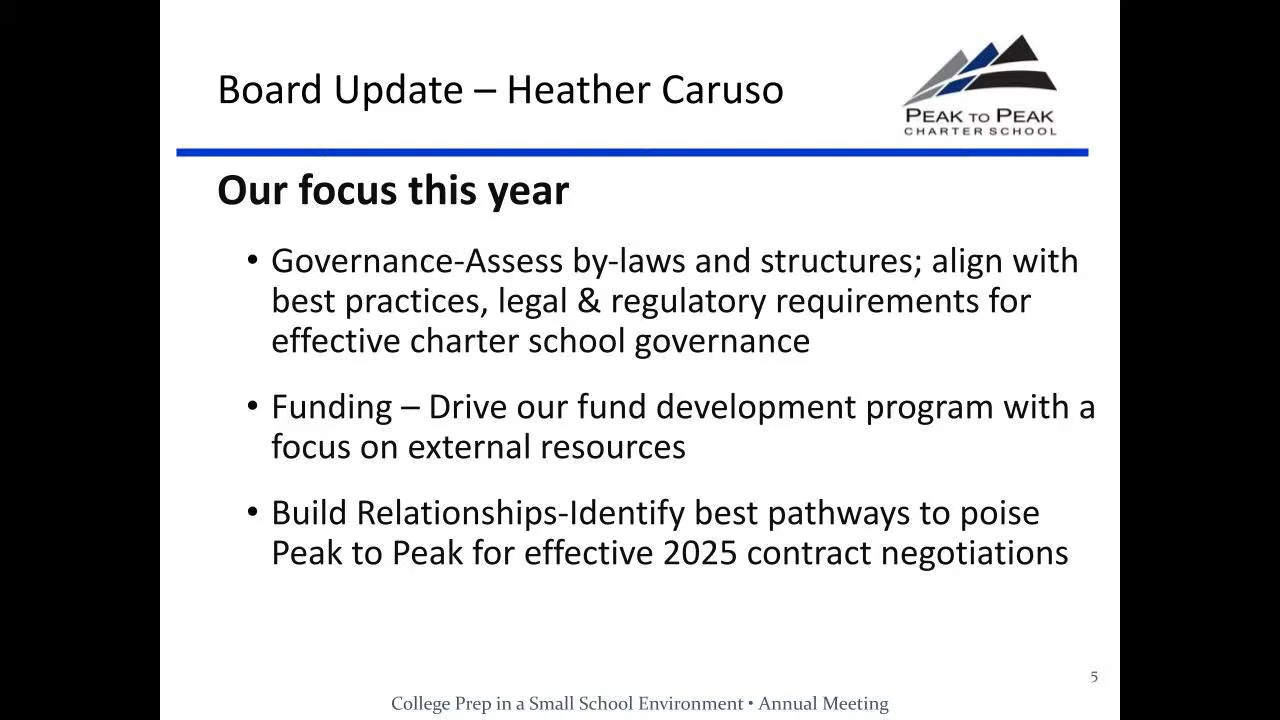 Board Update – Heather Caruso
PEAK TO PEAK
CHARTER SCHOOL
Our focus this year
• Governance-Assess by-laws and structures; align with
best practices, legal & regulatory requirements for
effective charter school governance
• Funding – Drive our fund development program with a
focus on external resources
• Build Relationships-Identify best pathways to poise
Peak to Peak for effective 2025 contract negotiations
5
College Prep in a Small School Environment • Annual Meeting